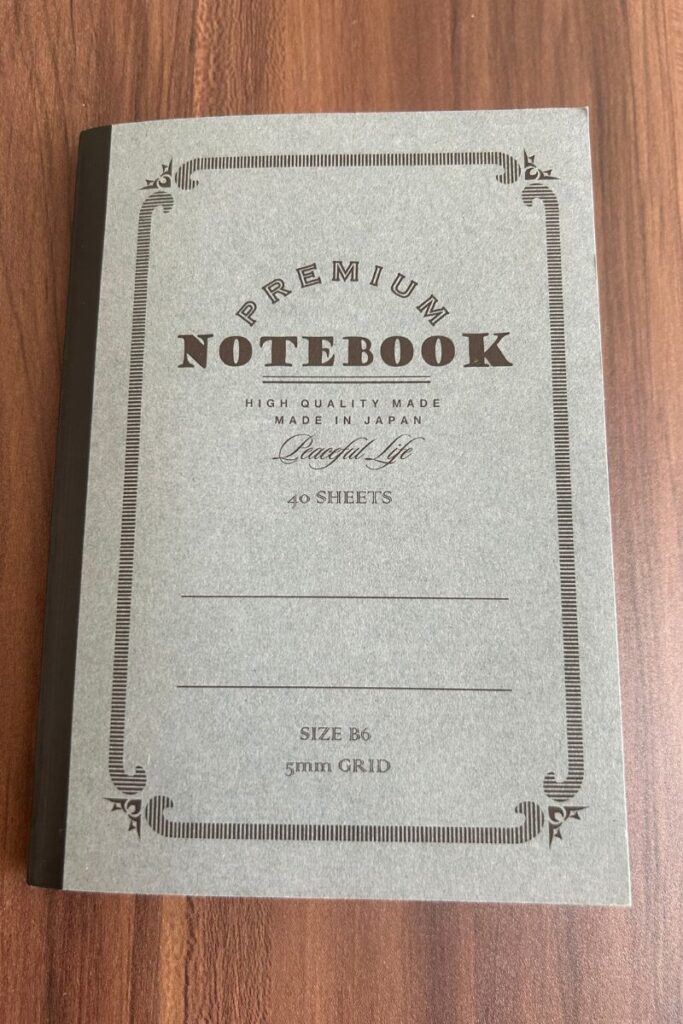 PREMIUM
NOTEBOOK
HIGH QUALITY MADE
MADE IN JAPAN
Peaceful Life
40 SHEETS
SIZE B6
5mm GRID